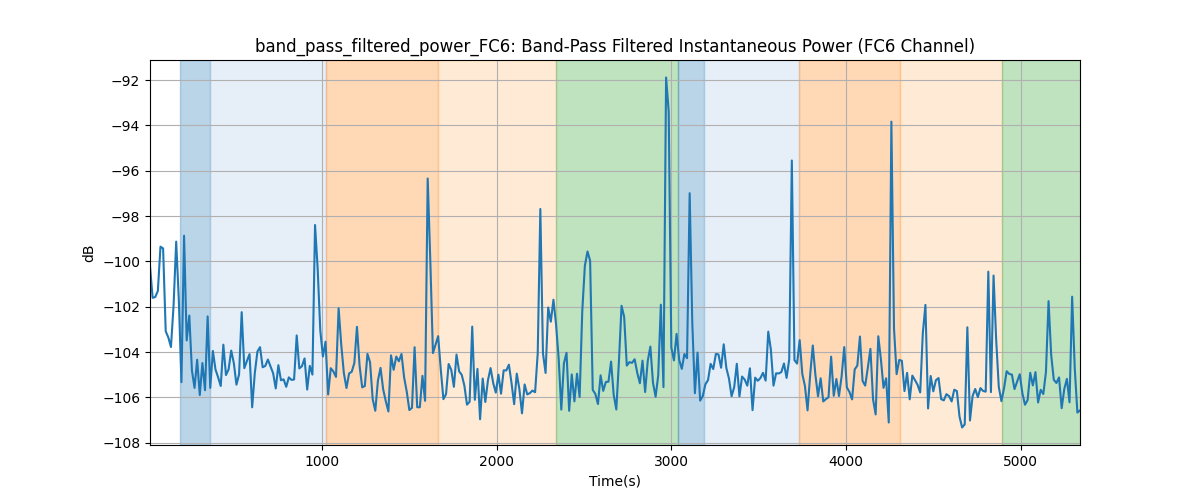 band_pass_filtered_power_FC6: Band-Pass Filtered Instantaneous Power (FC6 Channel)
−92
−94
−96
−98
−100
−102
−104
−106
−108
dB
1000 2000 3000 4000 5000
Time(s)